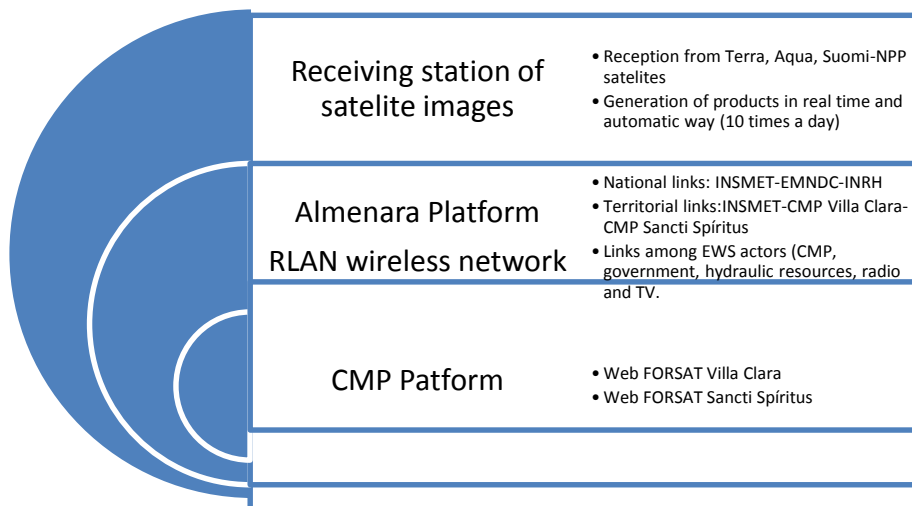 Receiving station of
satelite images
• Reception from Terra, Aqua, Suomi-NPP
satelites
• Generation of products in real time and
automatic way (10 times a day)
Almenara Platform
RLAN wireless network
• National links: INSMET-EMNDC-INRH
• Territorial links:INSMET-CMP Villa Clara-
CMP Sancti Spíritus
• Links among EWS actors (CMP,
government, hydraulic resources, radio
and TV.
CMP Patform
• Web FORSAT Villa Clara
• Web FORSAT Sancti Spíritus